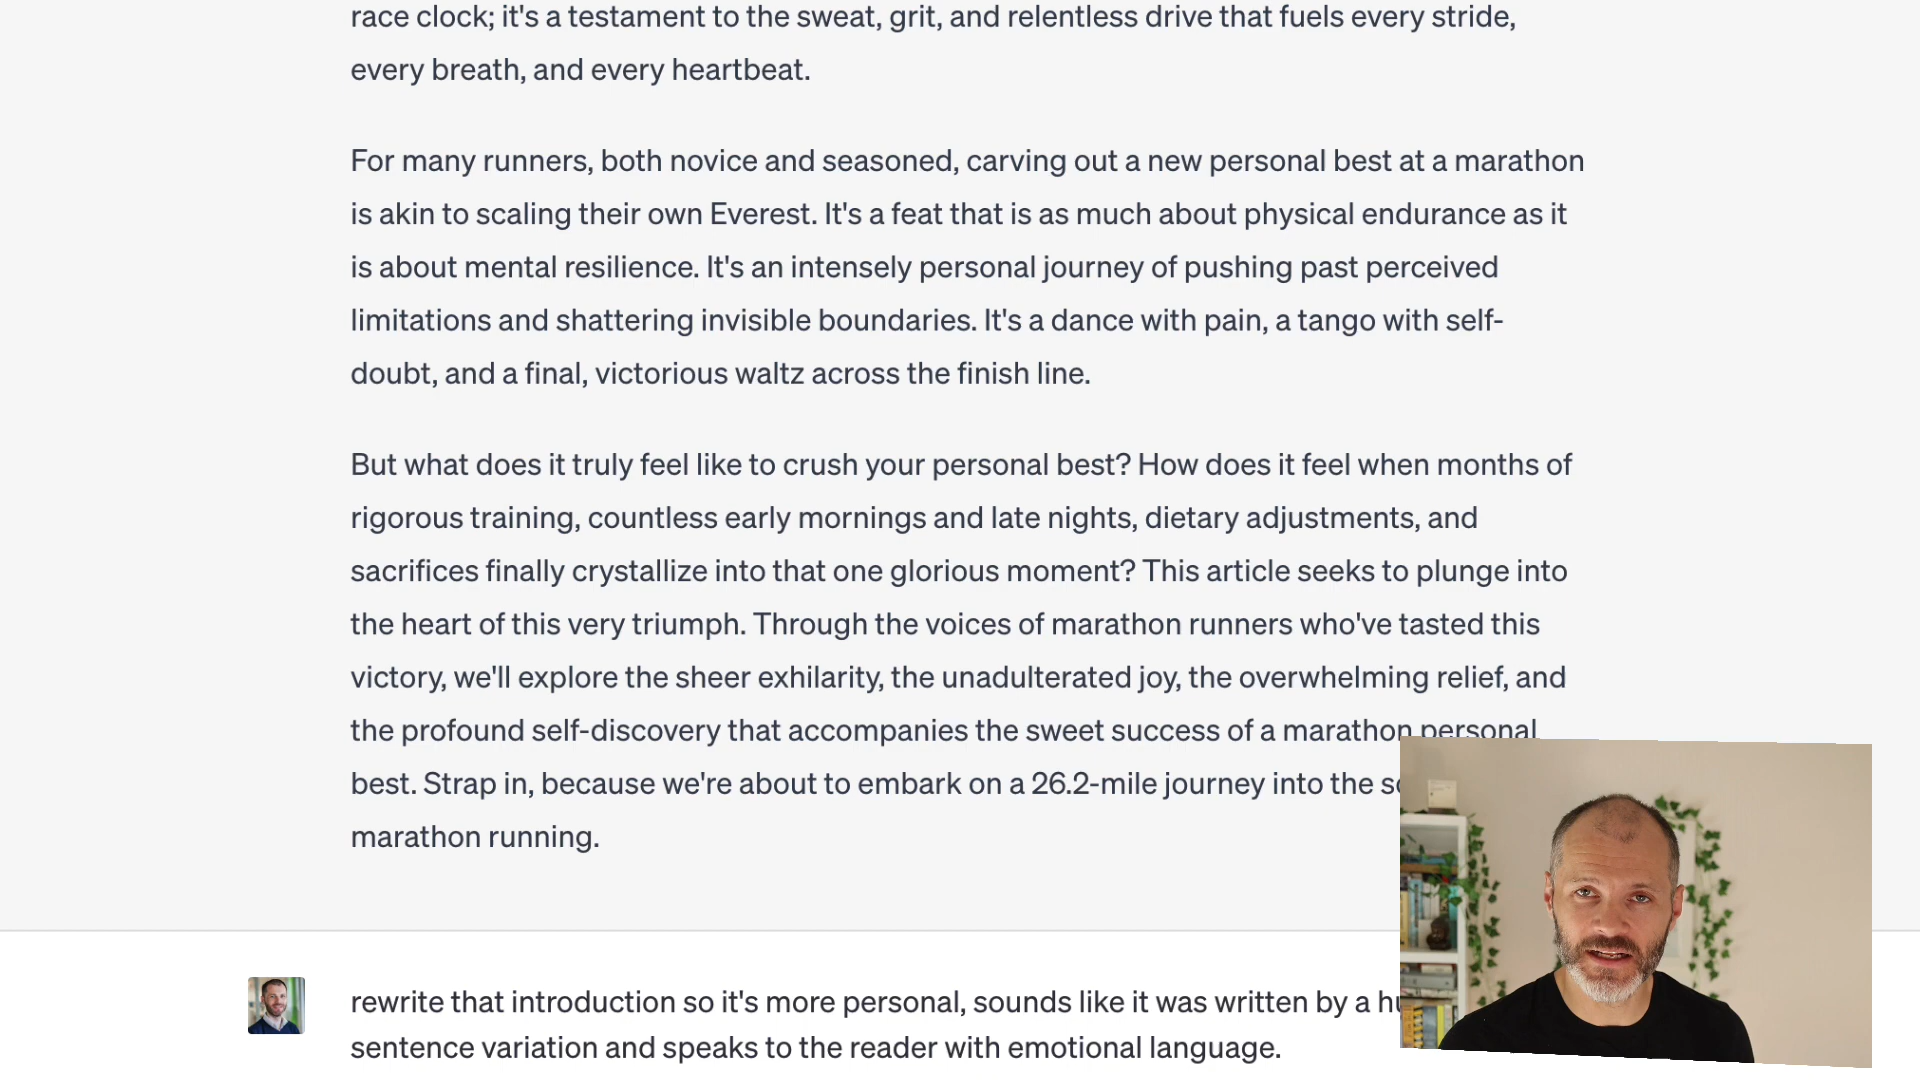 race clock; it's a testament to the sweat, grit, and relentless drive that fuels every stride,
every breath, and every heartbeat.
For many runners, both novice and seasoned, carving out a new personal best at a marathon
is akin to scaling their own Everest. It's a feat that is as much about physical endurance as it
is about mental resilience. It's an intensely personal journey of pushing past perceived
limitations and shattering invisible boundaries. It's a dance with pain, a tango with self-
doubt, and a final, victorious waltz across the finish line.
But what does it truly feel like to crush your personal best? How does it feel when months of
rigorous training, countless early mornings and late nights, dietary adjustments, and
sacrifices finally crystallize into that one glorious moment? This article seeks to plunge into
the heart of this very triumph. Through the voices of marathon runners who've tasted this
victory, we'll explore the sheer exhilarity, the unadulterated joy, the overwhelming relief, and
the profound self-discovery that accompanies the sweet success of a marathon personal
best. Strap in, because we're about to embark on a 26.2-mile journey into the
marathon running.
rewrite that introduction so it's more personal, sounds like it was written by a
sentence variation and speaks to the reader with emotional language.